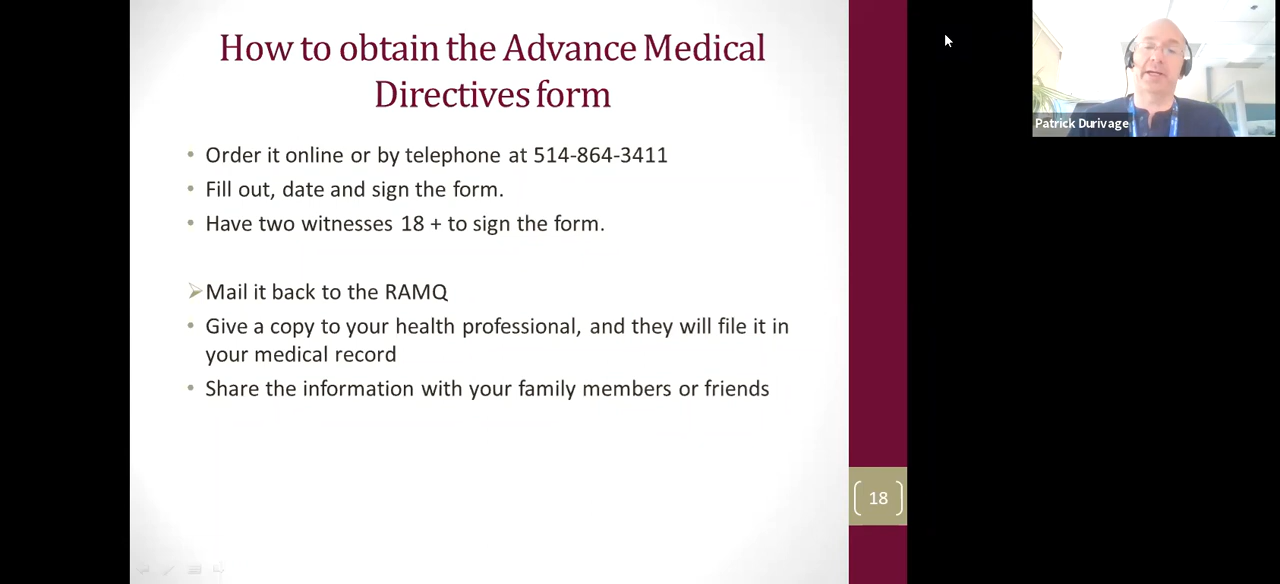 How to obtain the Advance Medical
Directives form
• Order it online or by telephone at 514-864-3411
• Fill out, date and sign the form.
• Have two witnesses 18 + to sign the form.
➢Mail it back to the RAMQ
• Give a copy to your health professional, and they will file it in
your medical record
• Share the information with your family members or friends
18
Patrick Durivage